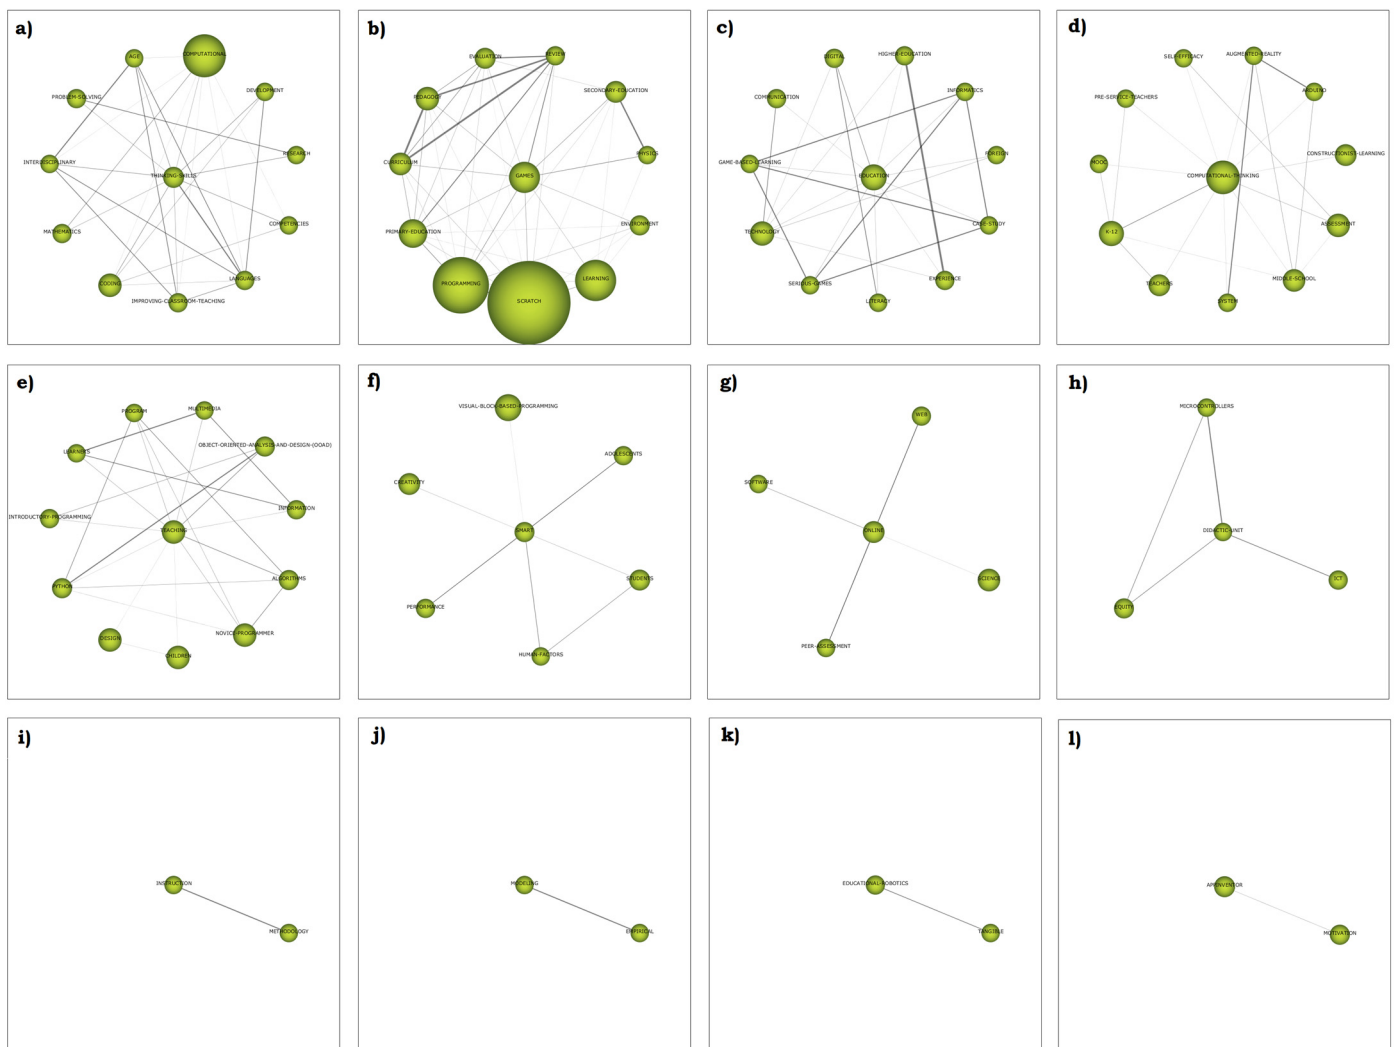 a)
COMPUTATIONAL
AGE
DEVELOPMENT
PROBLEM-SOLVING
RESEARCH
INTERDISCIPLINARY
THINKING-SKILLS
COMPETENCIES
MATHEMATICS
LANGUAGES
CODING
IMPROVING-CLASSROOM-TEACHING
b)
REVIEW
EVALUATION
SECONDARY-EDUCATION
PEDAGOGY
PHYSICS
CURRICULUM
GAMES
ENVIRONMENT
PRIMARY-EDUCATION
LEARNING
PROGRAMMING
SCRATCH
c)
HIGHER-EDUCATION
DIGITAL
INFORMATICS
COMMUNICATION
FOREIGN
GAME-BASED-LEARNING
EDUCATION
CASE-STUDY
TECHNOLOGY
EXPERIENCE
SERIOUS-GAMES
LITERACY
d)
AUGMENTED-REALITY
SELF-EFFICACY
ARDUINO
PRE-SERVICE-TEACHERS
CONSTRUCTIONIST-LEARNING
MOOC
COMPUTATIONAL-THINKING
ASSESSMENT
K-12
MIDDLE-SCHOOL
TEACHERS
SYSTEM
e)
MULTIMEDIA
PROGRAM
OBJECT-ORIENTED-ANALYSIS-AND-DESIGN-(OOAD)
LEARNERS
INFORMATION
INTRODUCTORY-PROGRAMMING
TEACHING
ALGORITHMS
PYTHON
NOVICE-PROGRAMMER
DESIGN
CHILDREN
f)
VISUAL-BLOCK-BASED-PROGRAMMING
ADOLESCENTS
CREATIVITY
SMART
STUDENTS
PERFORMANCE
HUMAN-FACTORS
g)
WEB
SOFTWARE
ONLINE
SCIENCE
PEER-ASSESSMENT
h)
MICROCONTROLLERS
DIDACTIC-UNIT
ICT
EQUITY
i)
INSTRUCTION
METHODOLOGY
j)
MODELING
EMPIRICAL
k)
EDUCATIONAL-ROBOTICS
TANGIBLE
l)
APPINVENTOR
MOTIVATION